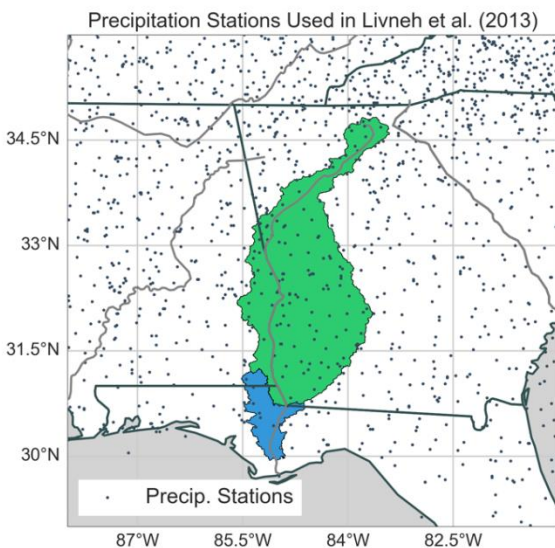 Precipitation Stations Used in Livneh et al. (2013)
34.5°N
33°N
31.5°N
30°N
Precip. Stations
87°W 85.5°W 84°W 82.5°W